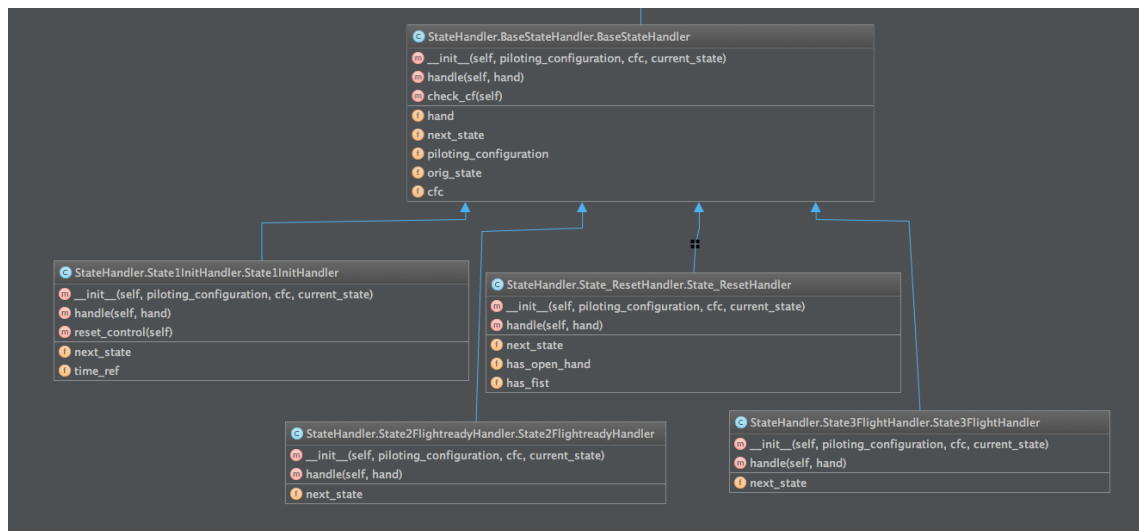 StateHandler.BaseStateHandler.BaseStateHandler
__init__(self, piloting_configuration, cfc, current_state)
handle(self, hand)
check_cf(self)
hand
next_state
piloting_configuration
orig_state
cfc
StateHandler.State1InitHandler.State1InitHandler
__init__(self, piloting_configuration, cfc, current_state)
handle(self, hand)
reset_control(self)
next_state
time_ref
StateHandler.State_ResetHandler.State_ResetHandler
__init__(self, piloting_configuration, cfc, current_state)
handle(self, hand)
next_state
has_open_hand
has_fist
StateHandler.State2FlightreadyHandler.State2FlightreadyHandler
__init__(self, piloting_configuration, cfc, current_state)
handle(self, hand)
next_state
StateHandler.State3FlightHandler.State3FlightHandler
__init__(self, piloting_configuration, cfc, current_state)
handle(self, hand)
next_state